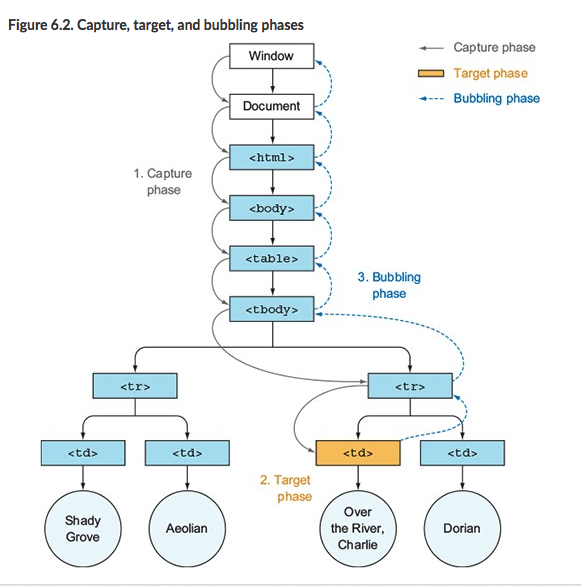 Figure 6.2. Capture, target, and bubbling phases
Window
Document
<html>
<body>
<table>
<tbody>
<tr>
<tr>
<td>
<td>
<td>
<td>
Shady
Grove
Aeolian
Over
the River,
Charlie
Dorian
1. Capture
phase
2. Target
phase
3. Bubbling
phase
Capture phase
Target phase
Bubbling phase